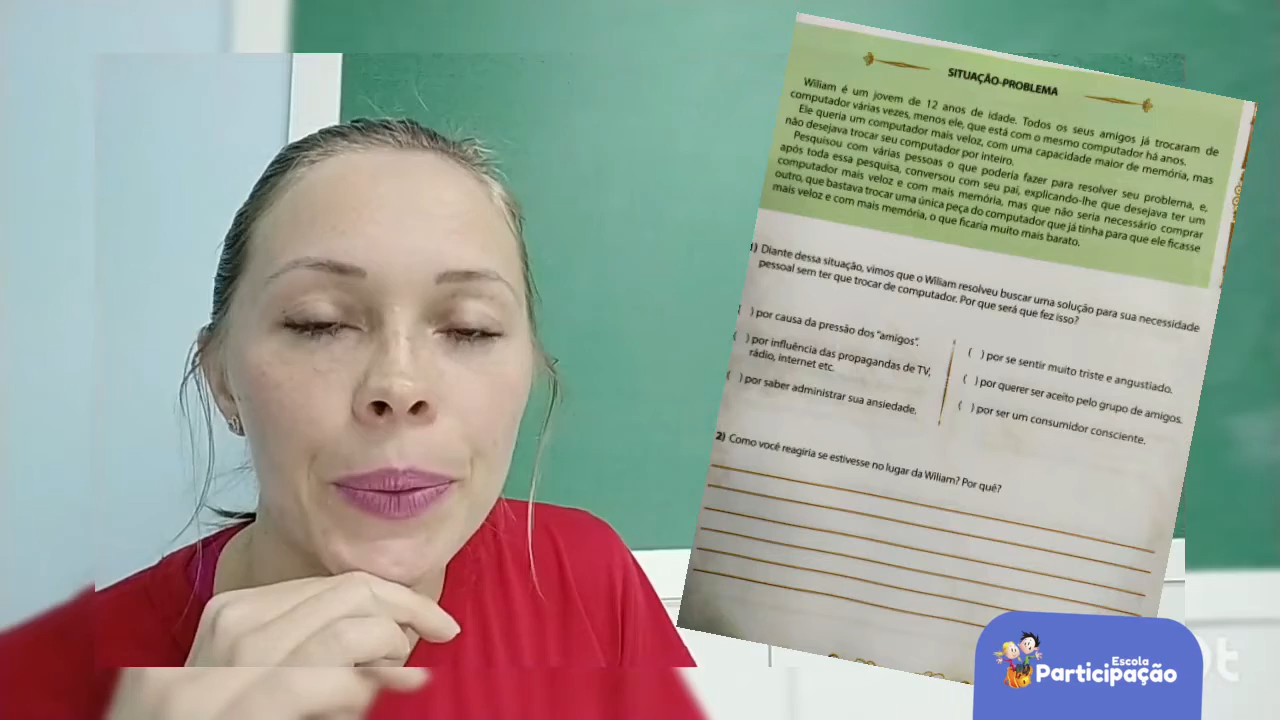 SITUAÇÃO-PROBLEMA
Wiliam é um jovem de 12 anos de idade. Todos os seus amigos já trocaram de
computador várias vezes, menos ele, que está com o mesmo computador há anos.
Ele queria um computador mais veloz, com uma capacidade maior de memória, mas
não desejava trocar seu computador por inteiro.
Pesquisou com várias pessoas o que poderia fazer para resolver seu problema, e,
após toda essa pesquisa, conversou com seu pai, explicando-lhe que desejava ter um
computador mais veloz e com mais memória, mas que não seria necessário comprar
outro, que bastava trocar uma única peça do computador que já tinha para que ele ficasse
mais veloz e com mais memória, o que ficaria muito mais barato.
1) Diante dessa situação, vimos que o Wiliam resolveu buscar uma solução para sua necessidade
pessoal sem ter que trocar de computador. Por que será que fez isso?
( ) por causa da pressão dos "amigos".
( ) por influência das propagandas de TV,
rádio, internet etc.
( ) por saber administrar sua ansiedade.
( ) por se sentir muito triste e angustiado.
( ) por querer ser aceito pelo grupo de amigos.
( ) por ser um consumidor consciente.
2) Como você reagiria se estivesse no lugar da Wiliam? Por quê?
Escola
Participação